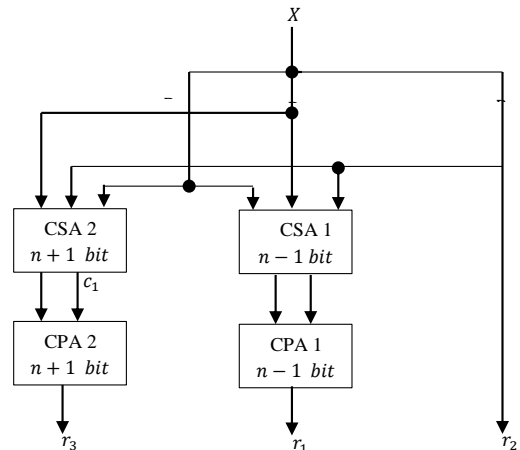 X
CSA 2
n + 1 bit
CSA 1
n − 1 bit
c₁
CPA 2
n + 1 bit
CPA 1
n − 1 bit
r₃
r₁
r₂